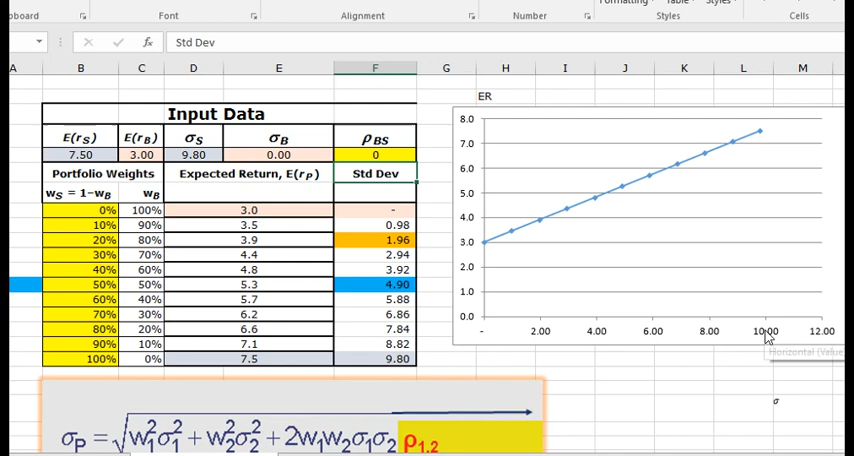 board Font Alignment Number Styles Cells
Formatting Table Styles
fx Std Dev
A B C D E F G H I J K L M
ER
Input Data
E(rS) E(rB) σS σB ρBS
7.50 3.00 9.80 0.00 0
Portfolio Weights Expected Return, E(rP) Std Dev
wS = 1-wB wB
0% 100% 3.0 -
10% 90% 3.5 0.98
20% 80% 3.9 1.96
30% 70% 4.4 2.94
40% 60% 4.8 3.92
50% 50% 5.3 4.90
60% 40% 5.7 5.88
70% 30% 6.2 6.86
80% 20% 6.6 7.84
90% 10% 7.1 8.82
100% 0% 7.5 9.80
8.0
7.0
6.0
5.0
4.0
3.0
2.0
1.0
0.0
- 2.00 4.00 6.00 8.00 10.00 12.00
Horizontal (Value
σ
σP = √w1²σ1² + w2²σ2² + 2w1w2σ1σ2 ρ1,2